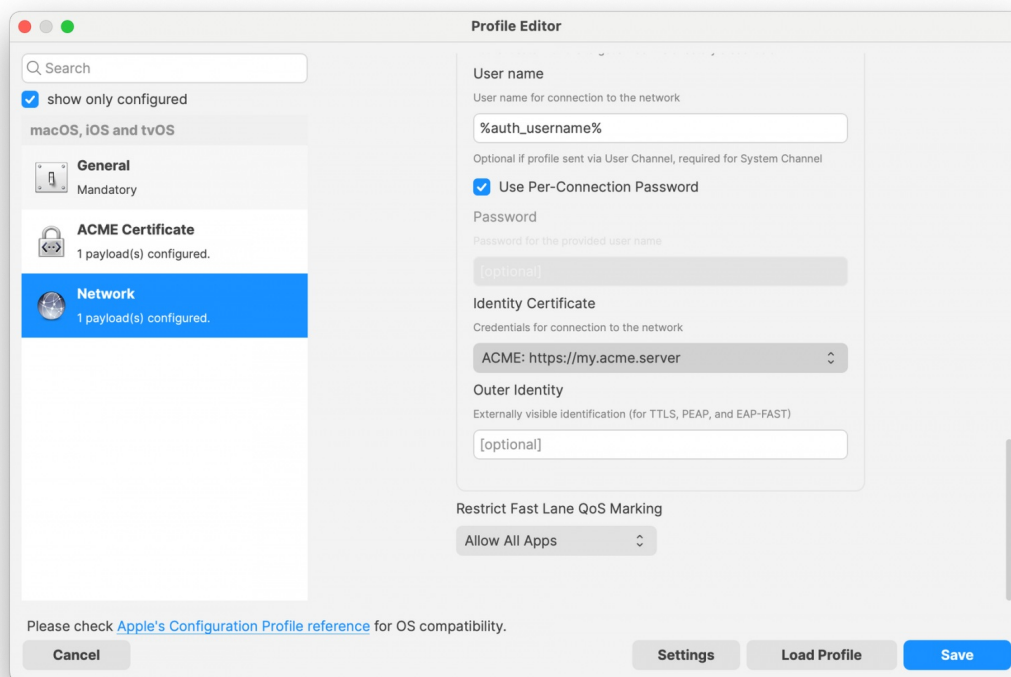 Profile Editor
Search
show only configured
macOS, iOS and tvOS
General
Mandatory
ACME Certificate
1 payload(s) configured.
Network
1 payload(s) configured.
User name
User name for connection to the network
%auth_username%
Optional if profile sent via User Channel, required for System Channel
Use Per-Connection Password
Password
Password for the provided user name
[optional]
Identity Certificate
Credentials for connection to the network
ACME: https://my.acme.server
Outer Identity
Externally visible identification (for TTLS, PEAP, and EAP-FAST)
[optional]
Restrict Fast Lane QoS Marking
Allow All Apps
Please check Apple's Configuration Profile reference for OS compatibility.
Cancel
Settings
Load Profile
Save